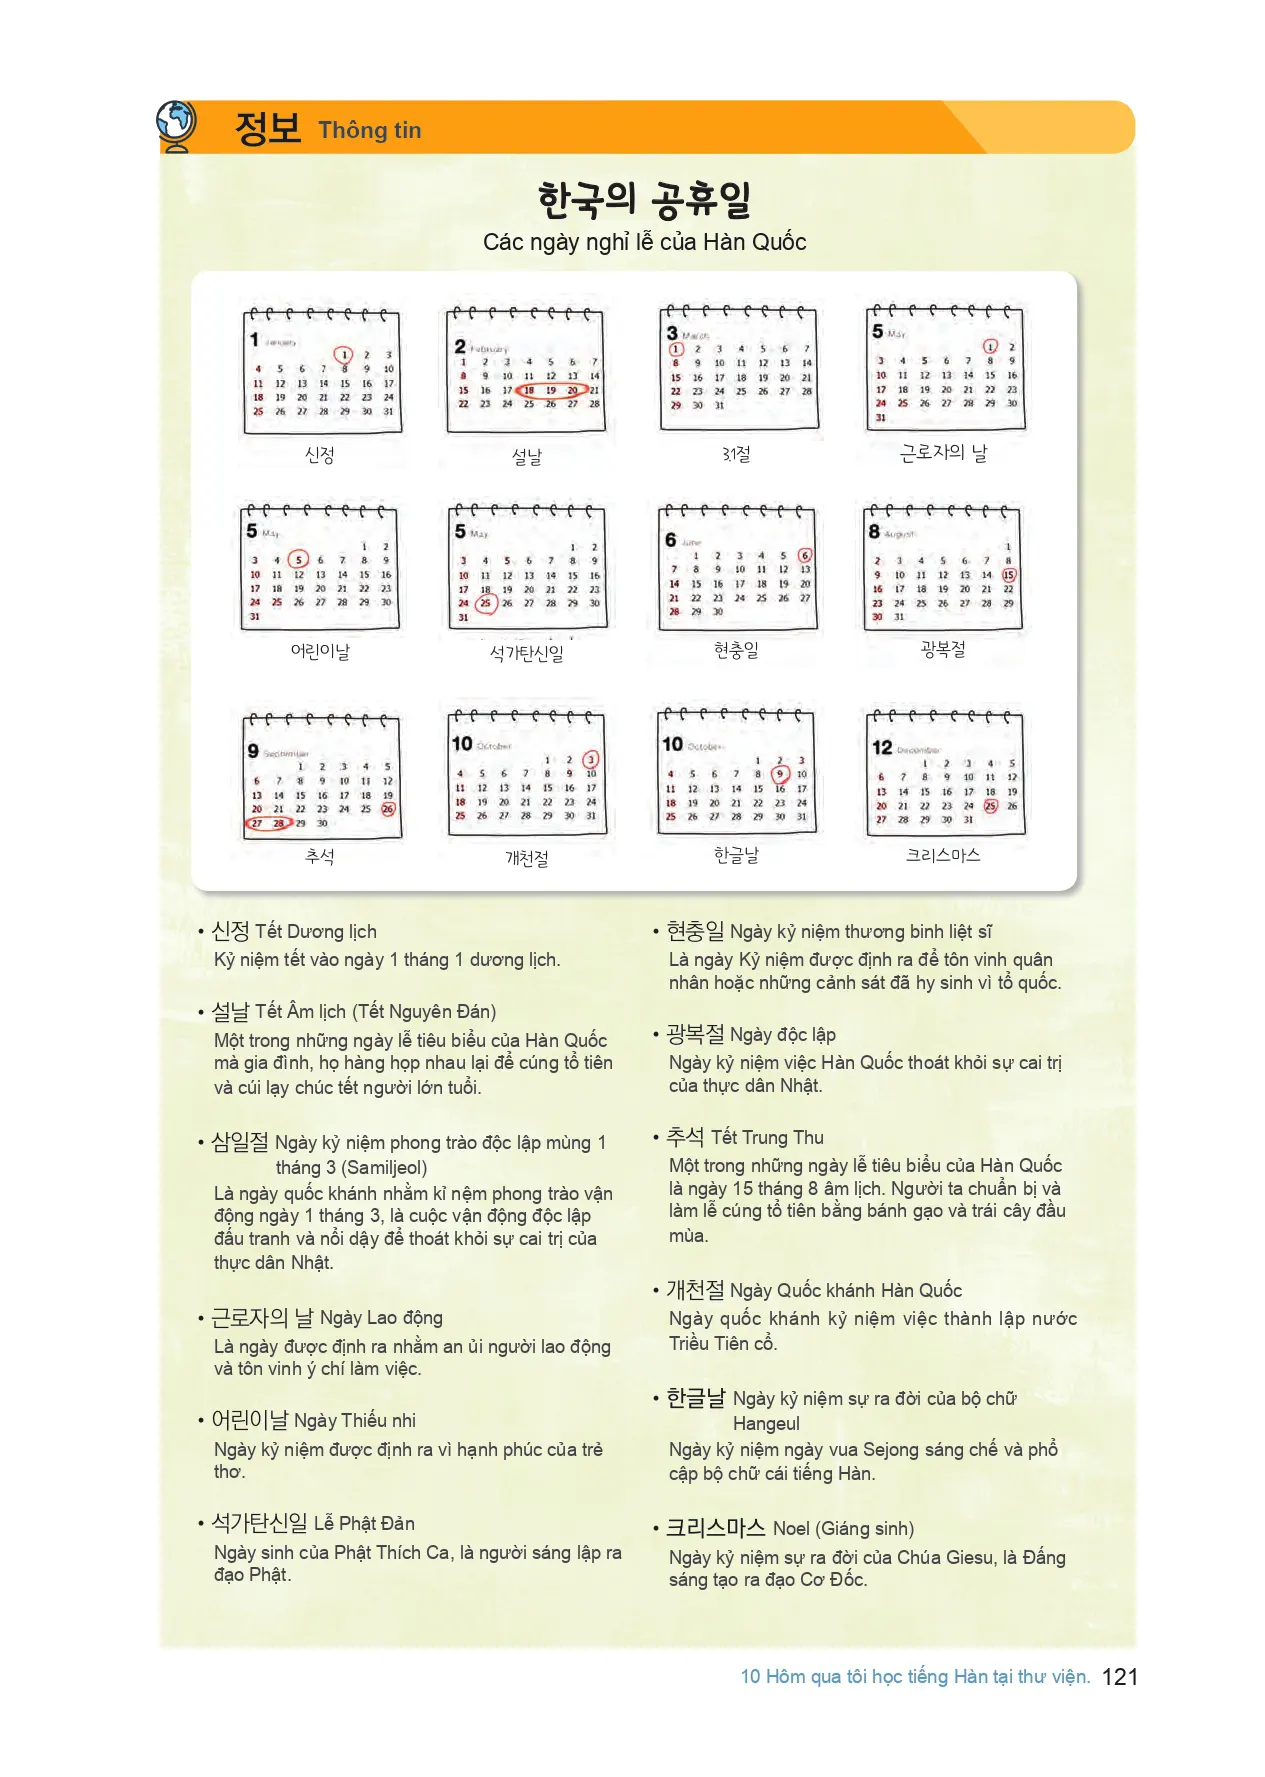 정보 Thông tin
한국의 공휴일
Các ngày nghỉ lễ của Hàn Quốc
1 January
1 2 3
4 5 6 7 8 9 10
11 12 13 14 15 16 17
18 19 20 21 22 23 24
25 26 27 28 29 30 31
신정
2 February
1 2 3 4 5 6 7
8 9 10 11 12 13 14
15 16 17 18 19 20 21
22 23 24 25 26 27 28
설날
3 March
1 2 3 4 5 6 7
8 9 10 11 12 13 14
15 16 17 18 19 20 21
22 23 24 25 26 27 28
29 30 31
3.1절
5 May
1 2
3 4 5 6 7 8 9
10 11 12 13 14 15 16
17 18 19 20 21 22 23
24 25 26 27 28 29 30
31
근로자의 날
5 May
1 2
3 4 5 6 7 8 9
10 11 12 13 14 15 16
17 18 19 20 21 22 23
24 25 26 27 28 29 30
31
어린이날
5 May
1 2
3 4 5 6 7 8 9
10 11 12 13 14 15 16
17 18 19 20 21 22 23
24 25 26 27 28 29 30
31
석가탄신일
6 June
1 2 3 4 5 6
7 8 9 10 11 12 13
14 15 16 17 18 19 20
21 22 23 24 25 26 27
28 29 30
현충일
8 August
1
2 3 4 5 6 7 8
9 10 11 12 13 14 15
16 17 18 19 20 21 22
23 24 25 26 27 28 29
30 31
광복절
9 September
1 2 3 4 5
6 7 8 9 10 11 12
13 14 15 16 17 18 19
20 21 22 23 24 25 26
27 28 29 30
추석
10 October
1 2 3
4 5 6 7 8 9 10
11 12 13 14 15 16 17
18 19 20 21 22 23 24
25 26 27 28 29 30 31
개천절
10 October
1 2 3
4 5 6 7 8 9 10
11 12 13 14 15 16 17
18 19 20 21 22 23 24
25 26 27 28 29 30 31
한글날
12 December
1 2 3 4 5
6 7 8 9 10 11 12
13 14 15 16 17 18 19
20 21 22 23 24 25 26
27 28 29 30 31
크리스마스
• 신정 Tết Dương lịch
Kỷ niệm tết vào ngày 1 tháng 1 dương lịch.
• 설날 Tết Âm lịch (Tết Nguyên Đán)
Một trong những ngày lễ tiêu biểu của Hàn Quốc
mà gia đình, họ hàng họp nhau lại để cúng tổ tiên
và cúi lạy chúc tết người lớn tuổi.
• 삼일절 Ngày kỷ niệm phong trào độc lập mùng 1
tháng 3 (Samiljeol)
Là ngày quốc khánh nhằm kỉ nệm phong trào vận
động ngày 1 tháng 3, là cuộc vận động độc lập
đấu tranh và nổi dậy để thoát khỏi sự cai trị của
thực dân Nhật.
• 근로자의 날 Ngày Lao động
Là ngày được định ra nhằm an ủi người lao động
và tôn vinh ý chí làm việc.
• 어린이날 Ngày Thiếu nhi
Ngày kỷ niệm được định ra vì hạnh phúc của trẻ
thơ.
• 석가탄신일 Lễ Phật Đản
Ngày sinh của Phật Thích Ca, là người sáng lập ra
đạo Phật.
• 현충일 Ngày kỷ niệm thương binh liệt sĩ
Là ngày Kỷ niệm được định ra để tôn vinh quân
nhân hoặc những cảnh sát đã hy sinh vì tổ quốc.
• 광복절 Ngày độc lập
Ngày kỷ niệm việc Hàn Quốc thoát khỏi sự cai trị
của thực dân Nhật.
• 추석 Tết Trung Thu
Một trong những ngày lễ tiêu biểu của Hàn Quốc
là ngày 15 tháng 8 âm lịch. Người ta chuẩn bị và
làm lễ cúng tổ tiên bằng bánh gạo và trái cây đầu
mùa.
• 개천절 Ngày Quốc khánh Hàn Quốc
Ngày quốc khánh kỷ niệm việc thành lập nước
Triều Tiên cổ.
• 한글날 Ngày kỷ niệm sự ra đời của bộ chữ
Hangeul
Ngày kỷ niệm ngày vua Sejong sáng chế và phổ
cập bộ chữ cái tiếng Hàn.
• 크리스마스 Noel (Giáng sinh)
Ngày kỷ niệm sự ra đời của Chúa Giesu, là Đấng
sáng tạo ra đạo Cơ Đốc.
10 Hôm qua tôi học tiếng Hàn tại thư viện. 121